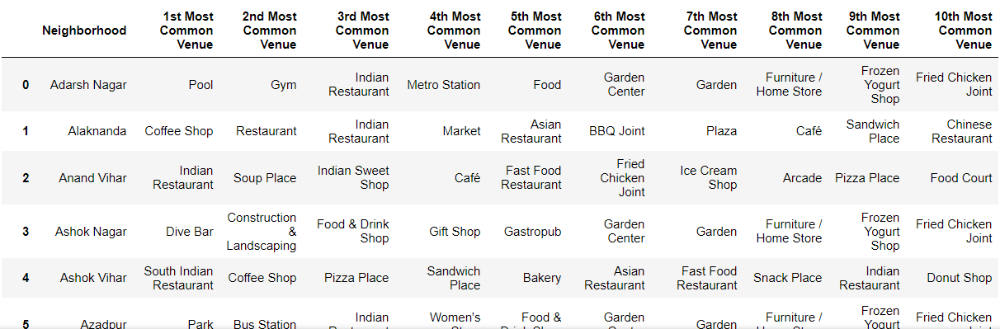 Neighborhood 1st Most Common Venue 2nd Most Common Venue 3rd Most Common Venue 4th Most Common Venue 5th Most Common Venue 6th Most Common Venue 7th Most Common Venue 8th Most Common Venue 9th Most Common Venue 10th Most Common Venue
0 Adarsh Nagar Pool Gym Indian Restaurant Metro Station Food Garden Center Garden Furniture / Home Store Frozen Yogurt Shop Fried Chicken Joint
1 Alaknanda Coffee Shop Restaurant Indian Restaurant Market Asian Restaurant BBQ Joint Plaza Café Sandwich Place Chinese Restaurant
2 Anand Vihar Indian Restaurant Soup Place Indian Sweet Shop Café Fast Food Restaurant Fried Chicken Joint Ice Cream Shop Arcade Pizza Place Food Court
3 Ashok Nagar Dive Bar Construction & Landscaping Food & Drink Shop Gift Shop Gastropub Garden Center Garden Furniture / Home Store Frozen Yogurt Shop Fried Chicken Joint
4 Ashok Vihar South Indian Restaurant Coffee Shop Pizza Place Sandwich Place Bakery Asian Restaurant Fast Food Restaurant Snack Place Indian Restaurant Donut Shop
5 Azadpur Park Bus Station Indian Women's Food & Garden Garden Furniture / Frozen Yogurt Fried Chicken